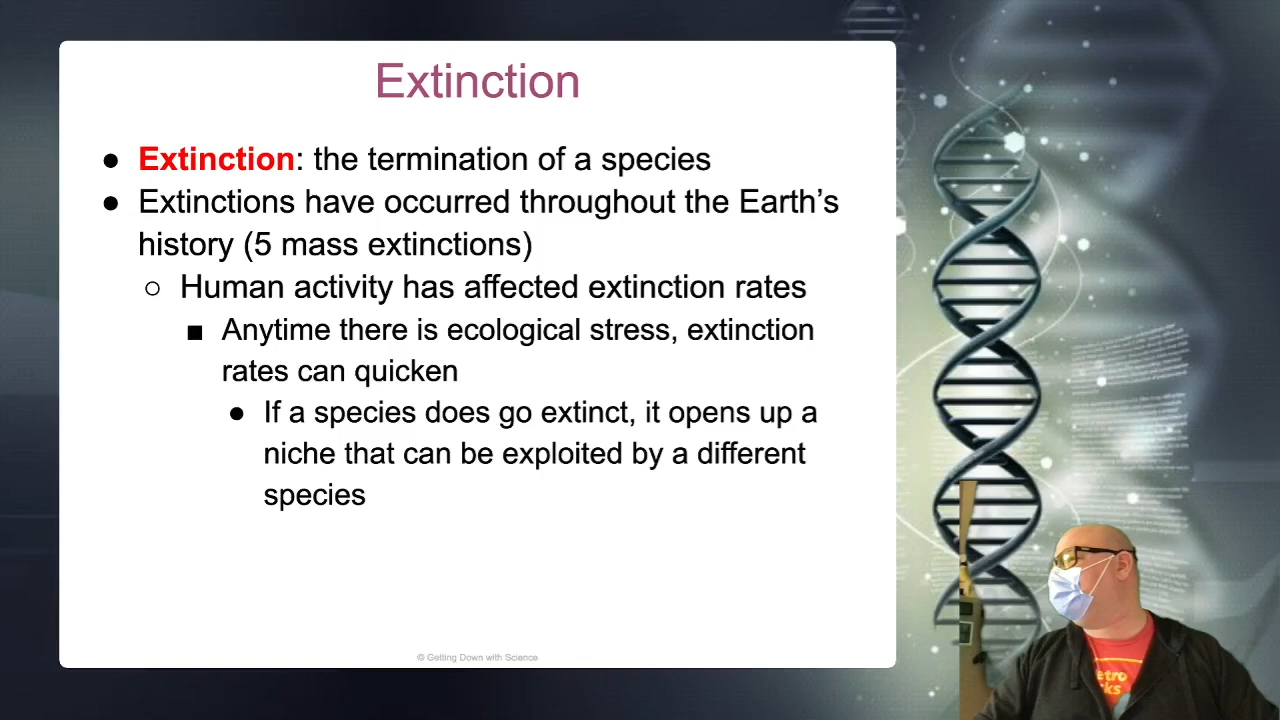 Extinction
● Extinction: the termination of a species
● Extinctions have occurred throughout the Earth's
history (5 mass extinctions)
○ Human activity has affected extinction rates
■ Anytime there is ecological stress, extinction
rates can quicken
● If a species does go extinct, it opens up a
niche that can be exploited by a different
species
© Getting Down with Science